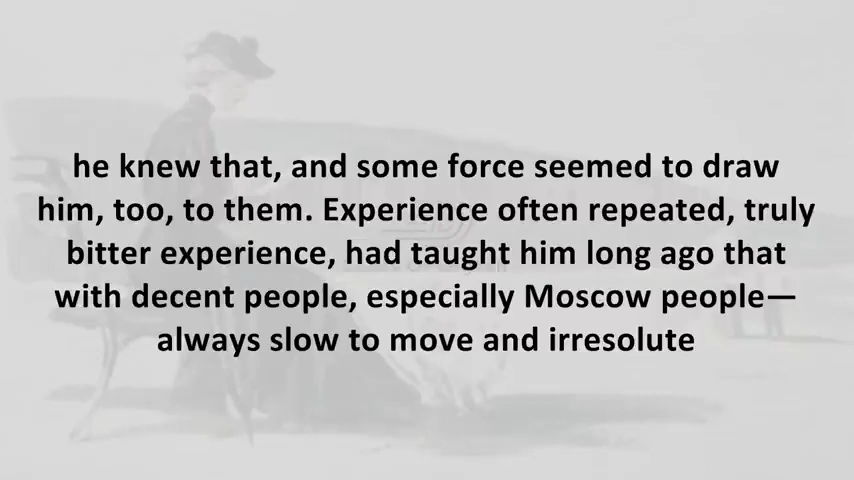 he knew that, and some force seemed to draw
him, too, to them. Experience often repeated, truly
bitter experience, had taught him long ago that
with decent people, especially Moscow people—
always slow to move and irresolute